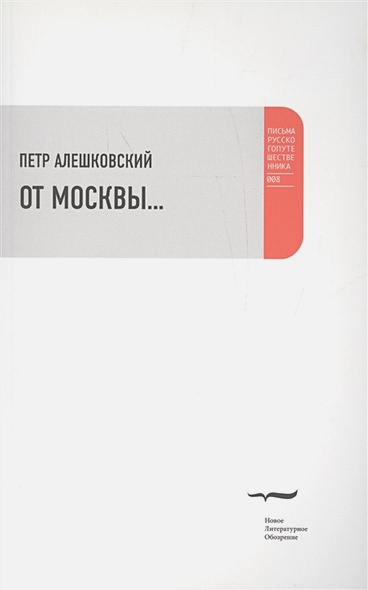 ПИСЬМА
РУССКО
ГОПУТЕ
ШЕСТВЕ
ННИКА
008
ПЕТР АЛЕШКОВСКИЙ
ОТ МОСКВЫ...
Новое
Литературное
Обозрение